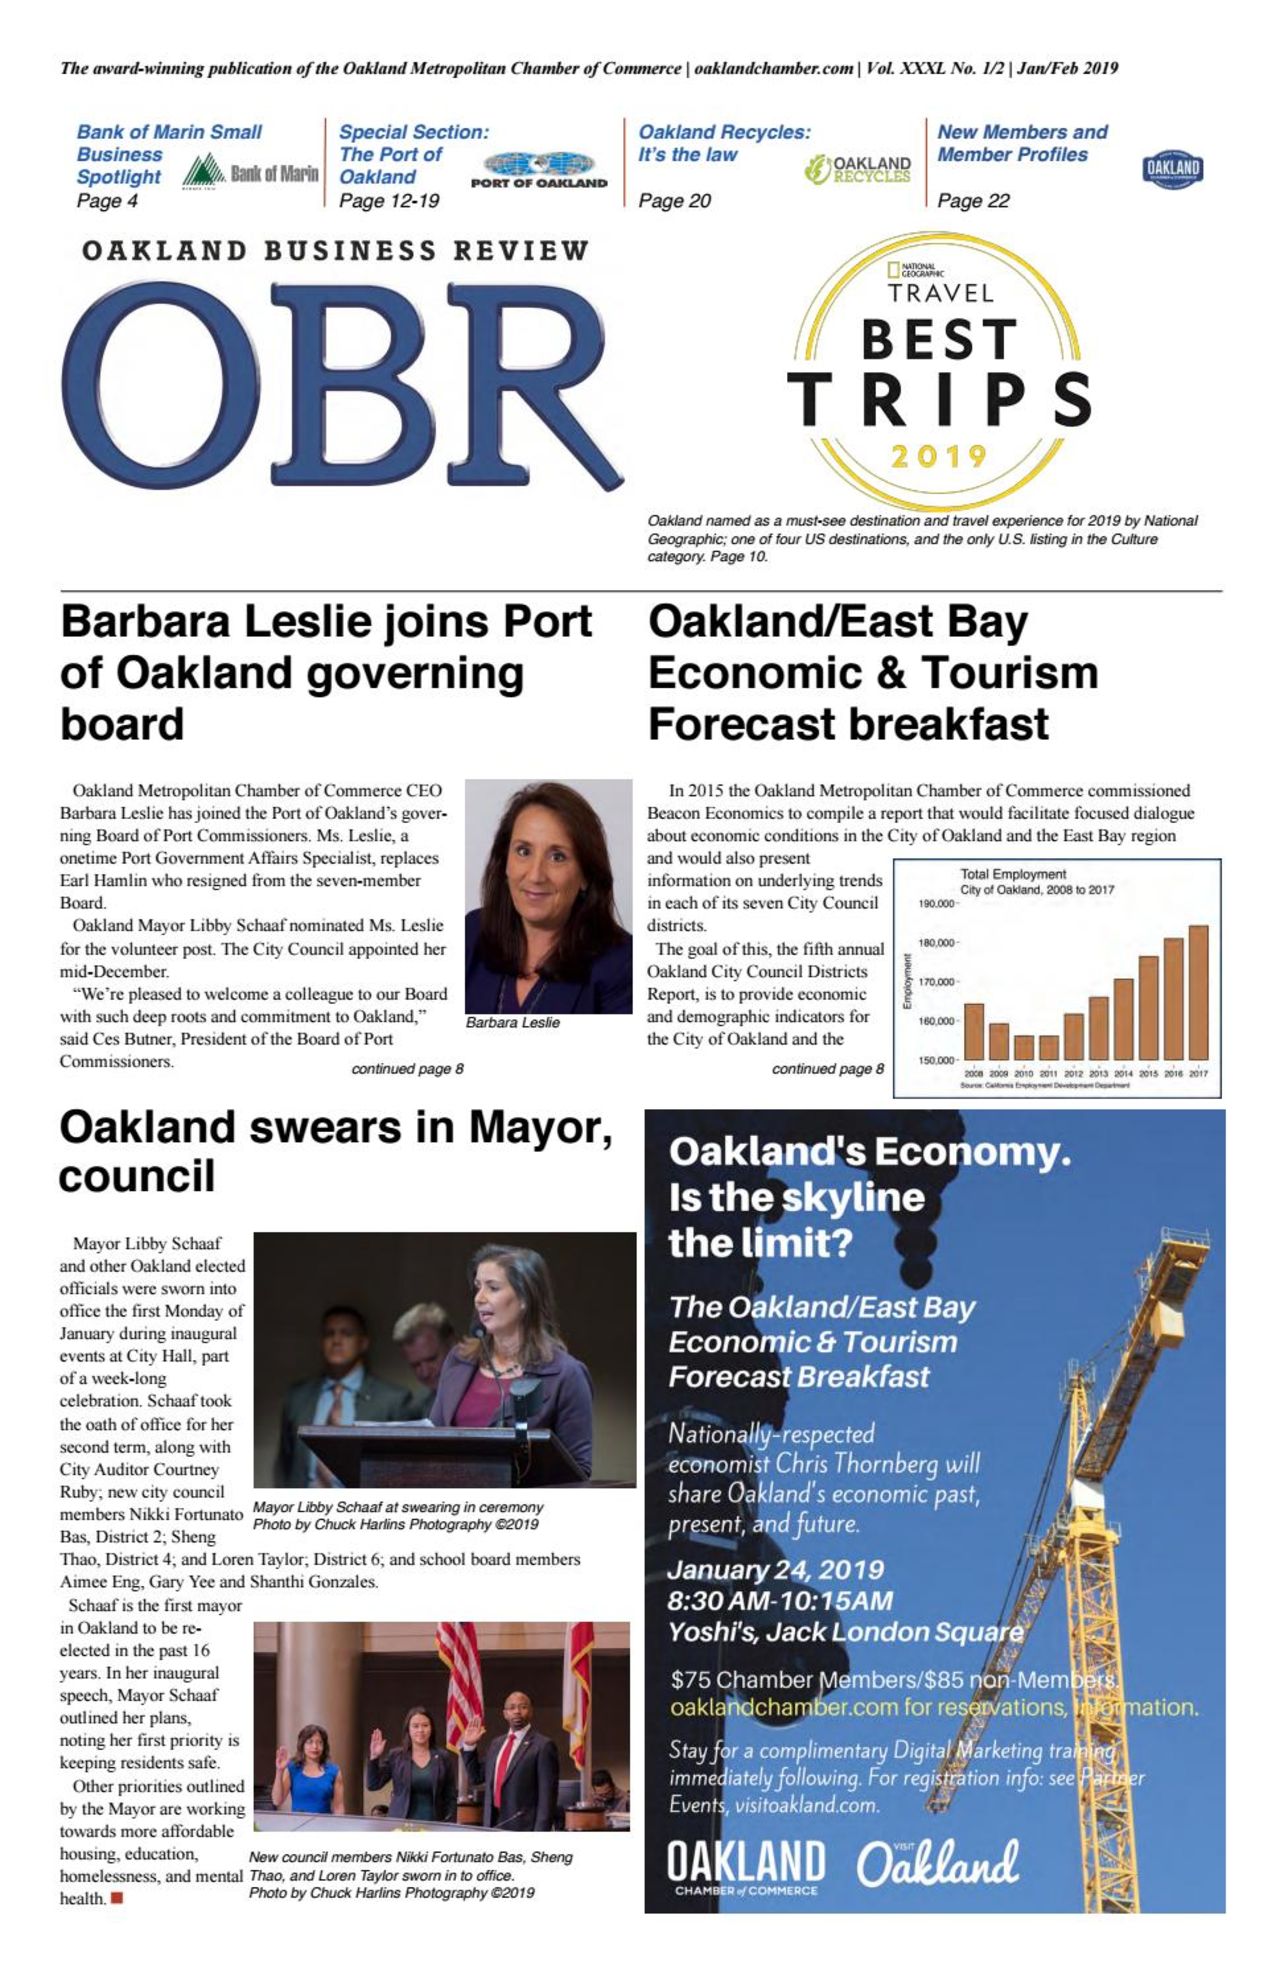 The award-winning publication of the Oakland Metropolitan Chamber of Commerce | oaklandchamber.com | Vol. XXXL No. 1/2 | Jan/Feb 2019
Bank of Marin Small
Business
Spotlight
Page 4
Bank of Marin
Special Section:
The Port of
Oakland
Page 12-19
PORT OF OAKLAND
Oakland Recycles:
It's the law
Page 20
OAKLAND
RECYCLES
New Members and
Member Profiles
Page 22
OAKLAND
OAKLAND BUSINESS REVIEW
OBR
NATIONAL
GEOGRAPHIC
TRAVEL
BEST
TRIPS
2019
Oakland named as a must-see destination and travel experience for 2019 by National
Geographic; one of four US destinations, and the only U.S. listing in the Culture
category. Page 10.
Barbara Leslie joins Port
of Oakland governing
board
Oakland Metropolitan Chamber of Commerce CEO
Barbara Leslie has joined the Port of Oakland's gover-
ning Board of Port Commissioners. Ms. Leslie, a
onetime Port Government Affairs Specialist, replaces
Earl Hamlin who resigned from the seven-member
Board.
Oakland Mayor Libby Schaaf nominated Ms. Leslie
for the volunteer post. The City Council appointed her
mid-December.
“We're pleased to welcome a colleague to our Board
with such deep roots and commitment to Oakland,”
said Ces Butner, President of the Board of Port
Commissioners.
continued page 8
Barbara Leslie
Oakland/East Bay
Economic & Tourism
Forecast breakfast
In 2015 the Oakland Metropolitan Chamber of Commerce commissioned
Beacon Economics to compile a report that would facilitate focused dialogue
about economic conditions in the City of Oakland and the East Bay region
and would also present
information on underlying trends
in each of its seven City Council
districts.
The goal of this, the fifth annual
Oakland City Council Districts
Report, is to provide economic
and demographic indicators for
the City of Oakland and the
continued page 8
Total Employment
City of Oakland, 2008 to 2017
190,000
180,000
170,000
160,000
150,000
Employment
2008 2009 2010 2011 2012 2013 2014 2015 2016 2017
Source: California Employment Development Department
Oakland swears in Mayor,
council
Mayor Libby Schaaf
and other Oakland elected
officials were sworn into
office the first Monday of
January during inaugural
events at City Hall, part
of a week-long
celebration. Schaaf took
the oath of office for her
second term, along with
City Auditor Courtney
Ruby; new city council
members Nikki Fortunato
Bas, District 2; Sheng
Thao, District 4; and Loren Taylor; District 6; and school board members
Aimee Eng, Gary Yee and Shanthi Gonzales.
Schaaf is the first mayor
in Oakland to be re-
elected in the past 16
years. In her inaugural
speech, Mayor Schaaf
outlined her plans,
noting her first priority is
keeping residents safe.
Other priorities outlined
by the Mayor are working
towards more affordable
housing, education,
homelessness, and mental
health.
Mayor Libby Schaaf at swearing in ceremony
Photo by Chuck Harlins Photography ©2019
New council members Nikki Fortunato Bas, Sheng
Thao, and Loren Taylor sworn in to office.
Photo by Chuck Harlins Photography ©2019
Oakland's Economy.
Is the skyline
the limit?
The Oakland/East Bay
Economic & Tourism
Forecast Breakfast
Nationally-respected
economist Chris Thornberg will
share Oakland's economic past,
present, and future.
January 24, 2019
8:30 AM-10:15AM
Yoshi's, Jack London Square
$75 Chamber Members/$85 non-Members.
oaklandchamber.com for reservations, information.
Stay for a complimentary Digital Marketing training
immediately following. For registration info: see Partner
Events, visitoakland.com.
OAKLAND
CHAMBER of COMMERCE
VISIT
Oakland